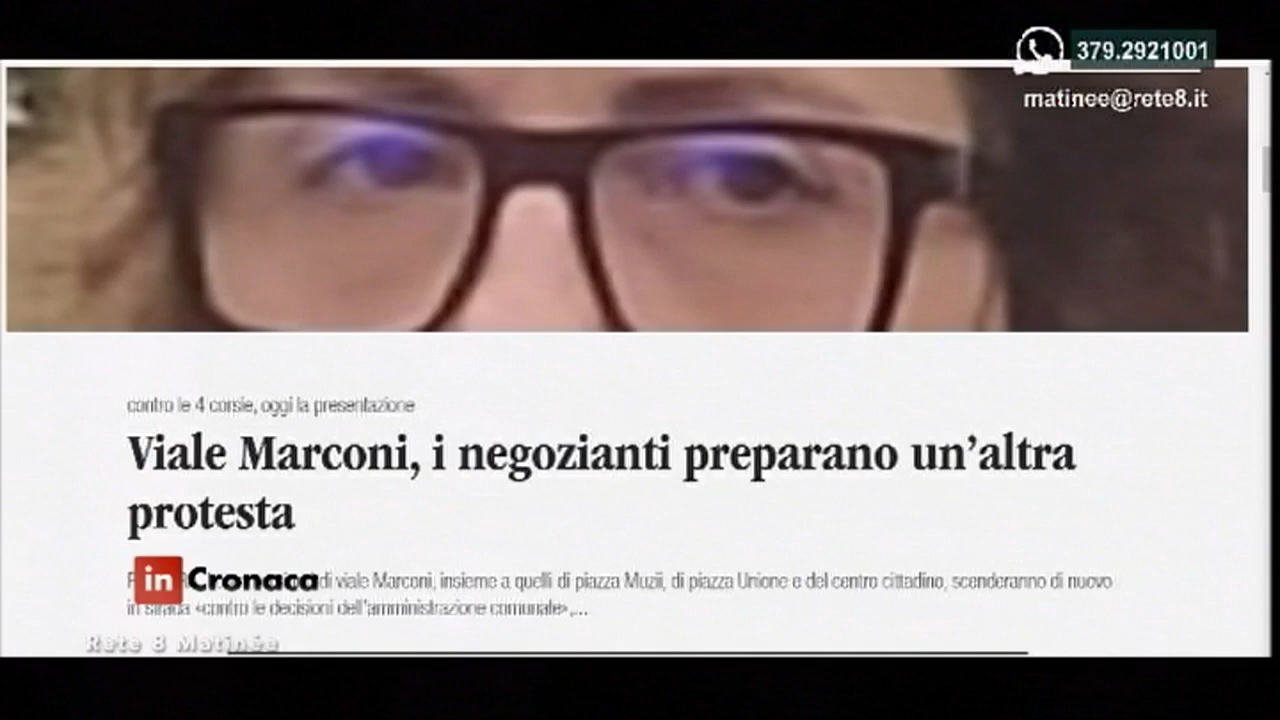 379.2921001
matinee@rete8.it
contro le 4 corsie, oggi la presentazione
Viale Marconi, i negozianti preparano un'altra
protesta
in Cronaca
di viale Marconi, insieme a quelli di piazza Muzii, di piazza Unione e del centro cittadino, scenderanno di nuovo
in strada «contro le decisioni dell'amministrazione comunale»,...
Rete 8 Matinée